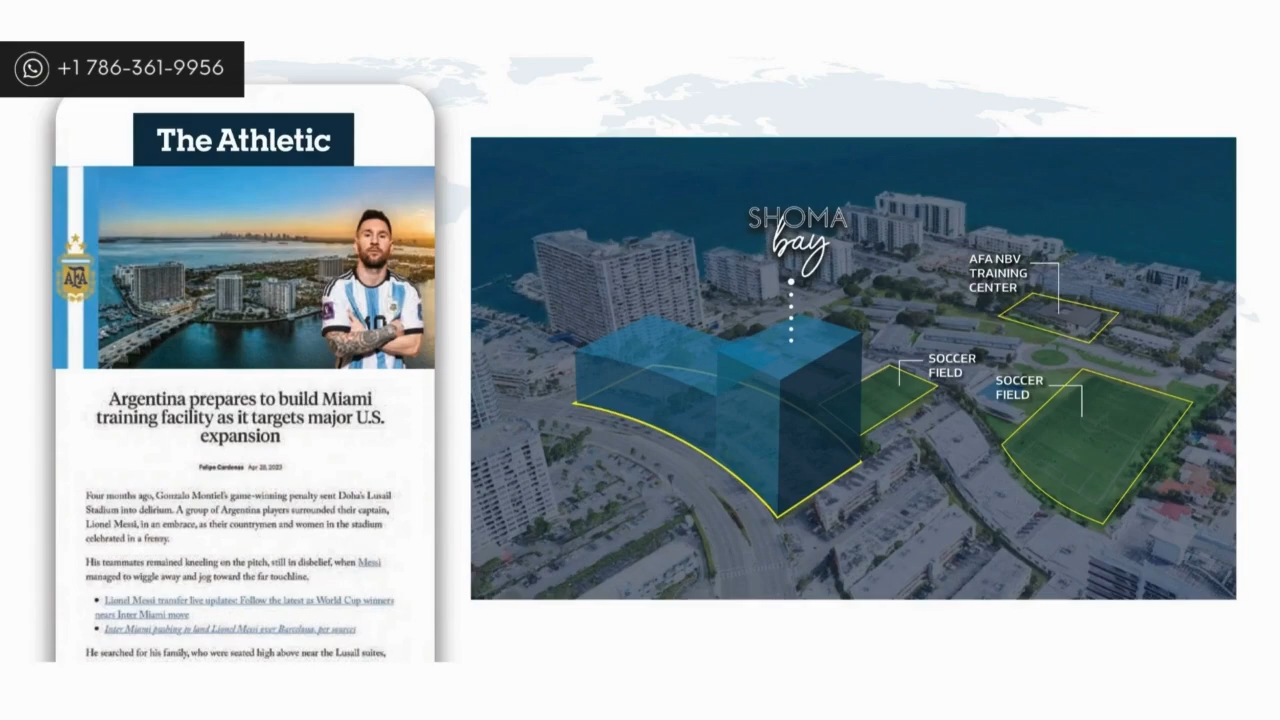 +1 786-361-9956
The Athletic
AFA
10
Argentina prepares to build Miami
training facility as it targets major U.S.
expansion
Felipe Cardenas Apr 28, 2023
Four months ago, Gonzalo Montiel's game-winning penalty sent Doha's Lusail
Stadium into delirium. A group of Argentina players surrounded their captain,
Lionel Messi, in an embrace, as their countrymen and women in the stadium
celebrated in a frenzy.
His teammates remained kneeling on the pitch, still in disbelief, when Messi
managed to wiggle away and jog toward the far touchline.
• Lionel Messi transfer live updates: Follow the latest as World Cup winners
nears Inter Miami move
• Inter Miami pushing to land Lionel Messi over Barcelona, per sources
He searched for his family, who were seated high above near the Lusail suites,
SHOMA
bay
AFA NBV
TRAINING
CENTER
SOCCER
FIELD
SOCCER
FIELD